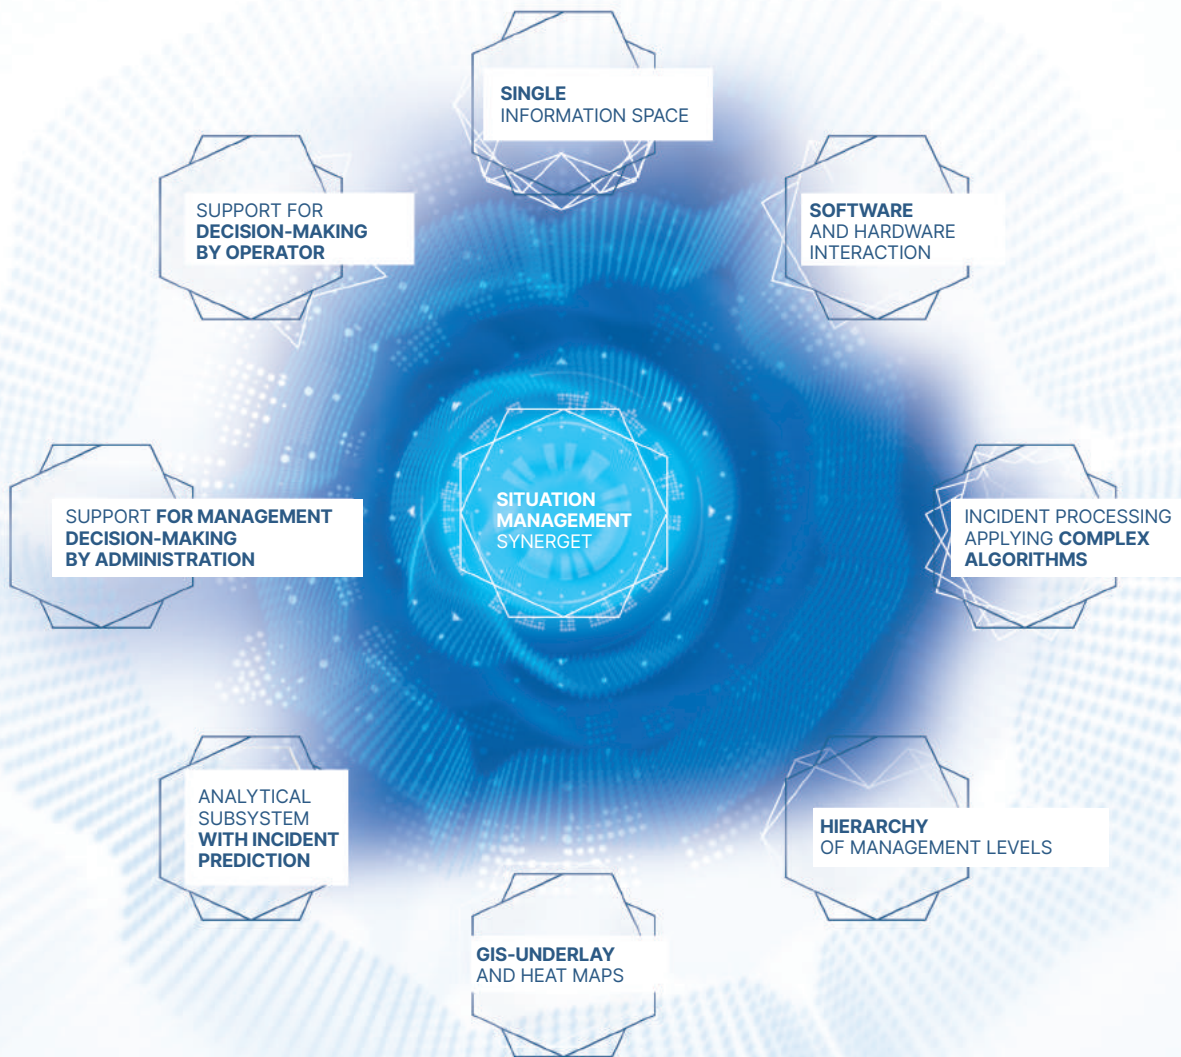 SINGLE
INFORMATION SPACE
SUPPORT FOR
DECISION-MAKING
BY OPERATOR
SOFTWARE
AND HARDWARE
INTERACTION
SUPPORT FOR MANAGEMENT
DECISION-MAKING
BY ADMINISTRATION
SITUATION
MANAGEMENT
SYNERGET
INCIDENT PROCESSING
APPLYING COMPLEX
ALGORITHMS
ANALYTICAL
SUBSYSTEM
WITH INCIDENT
PREDICTION
HIERARCHY
OF MANAGEMENT LEVELS
GIS-UNDERLAY
AND HEAT MAPS